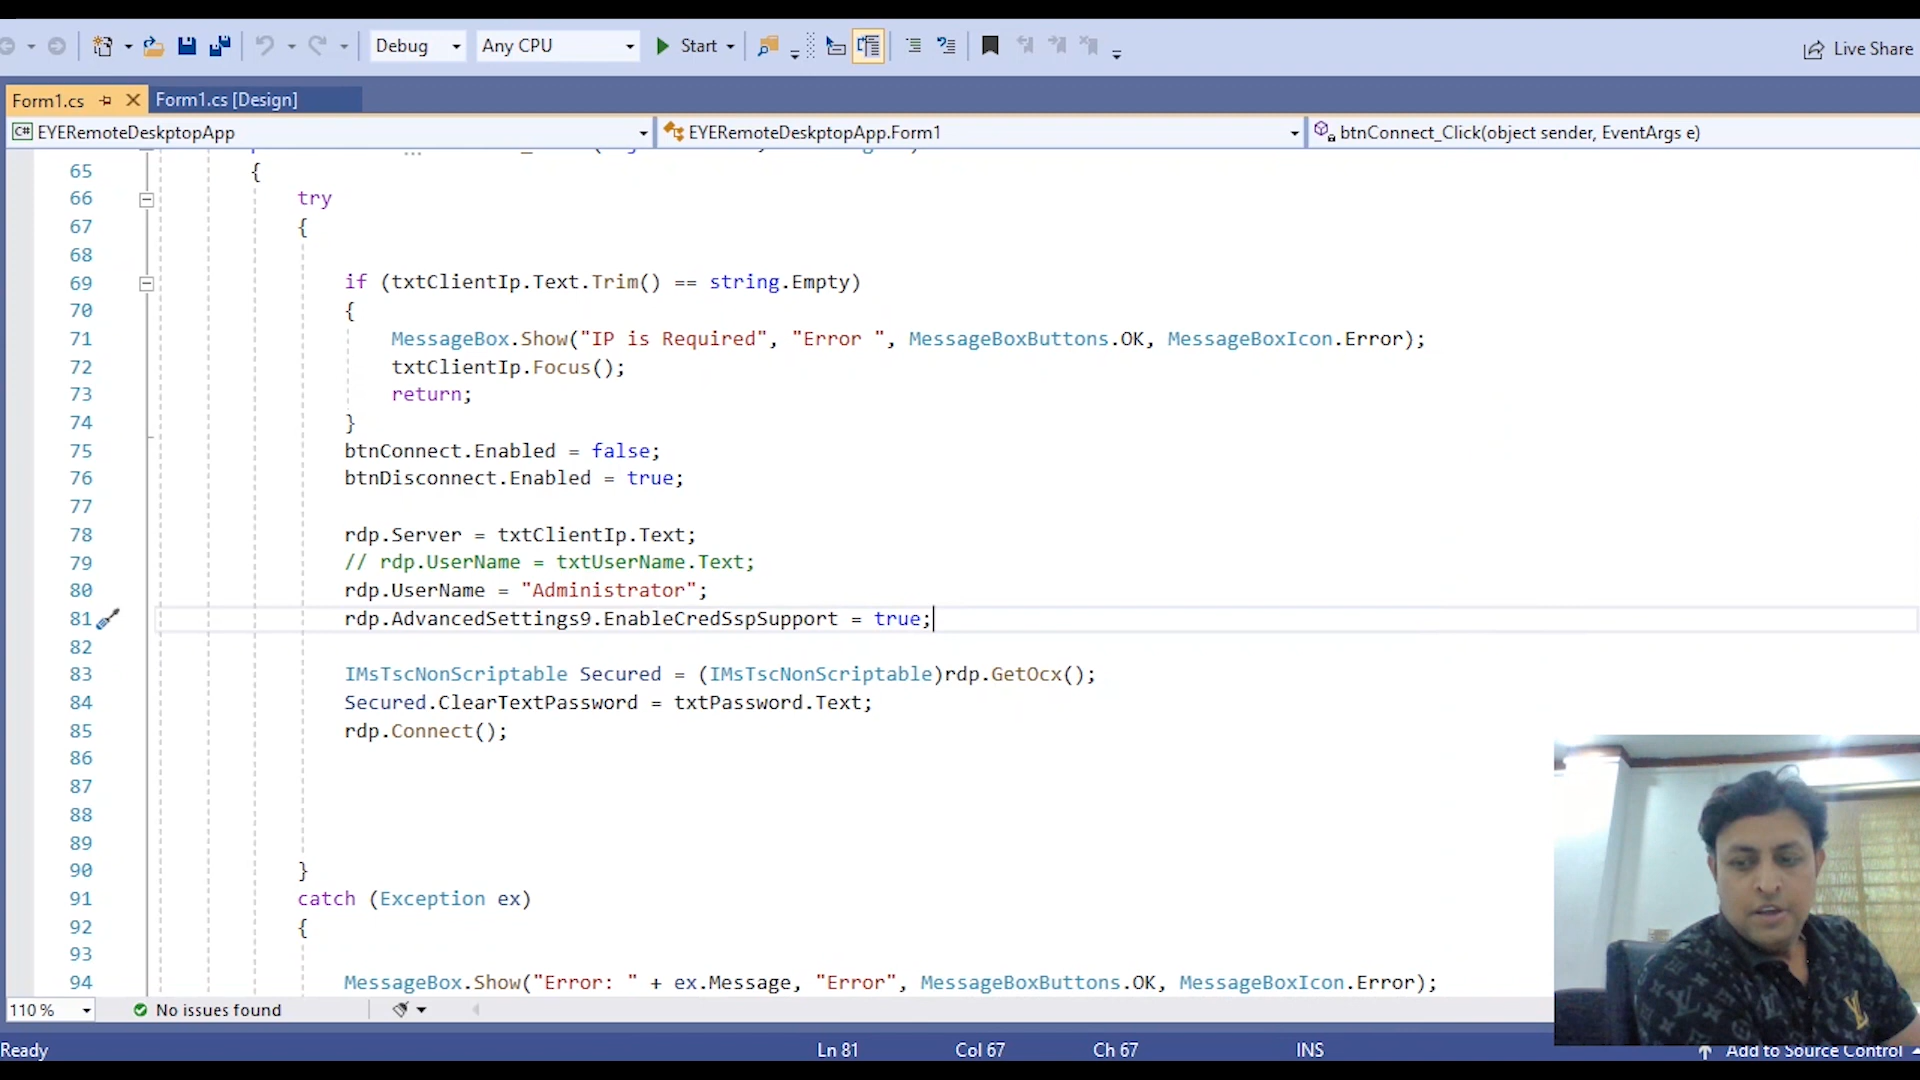 Debug Any CPU Start Live Share
Form1.cs Form1.cs [Design]
C# EYERemoteDeskptopApp EYERemoteDeskptopApp.Form1 btnConnect_Click(object sender, EventArgs e)
65 {
66 try
67 {
68
69 if (txtClientIp.Text.Trim() == string.Empty)
70 {
71 MessageBox.Show("IP is Required", "Error ", MessageBoxButtons.OK, MessageBoxIcon.Error);
72 txtClientIp.Focus();
73 return;
74 }
75 btnConnect.Enabled = false;
76 btnDisconnect.Enabled = true;
77
78 rdp.Server = txtClientIp.Text;
79 // rdp.UserName = txtUserName.Text;
80 rdp.UserName = "Administrator";
81 rdp.AdvancedSettings9.EnableCredSspSupport = true;
82
83 IMsTscNonScriptable Secured = (IMsTscNonScriptable)rdp.GetOcx();
84 Secured.ClearTextPassword = txtPassword.Text;
85 rdp.Connect();
86
87
88
89
90 }
91 catch (Exception ex)
92 {
93
94 MessageBox.Show("Error: " + ex.Message, "Error", MessageBoxButtons.OK, MessageBoxIcon.Error);
110 % No issues found
Ready Ln 81 Col 67 Ch 67 INS Add to Source Control